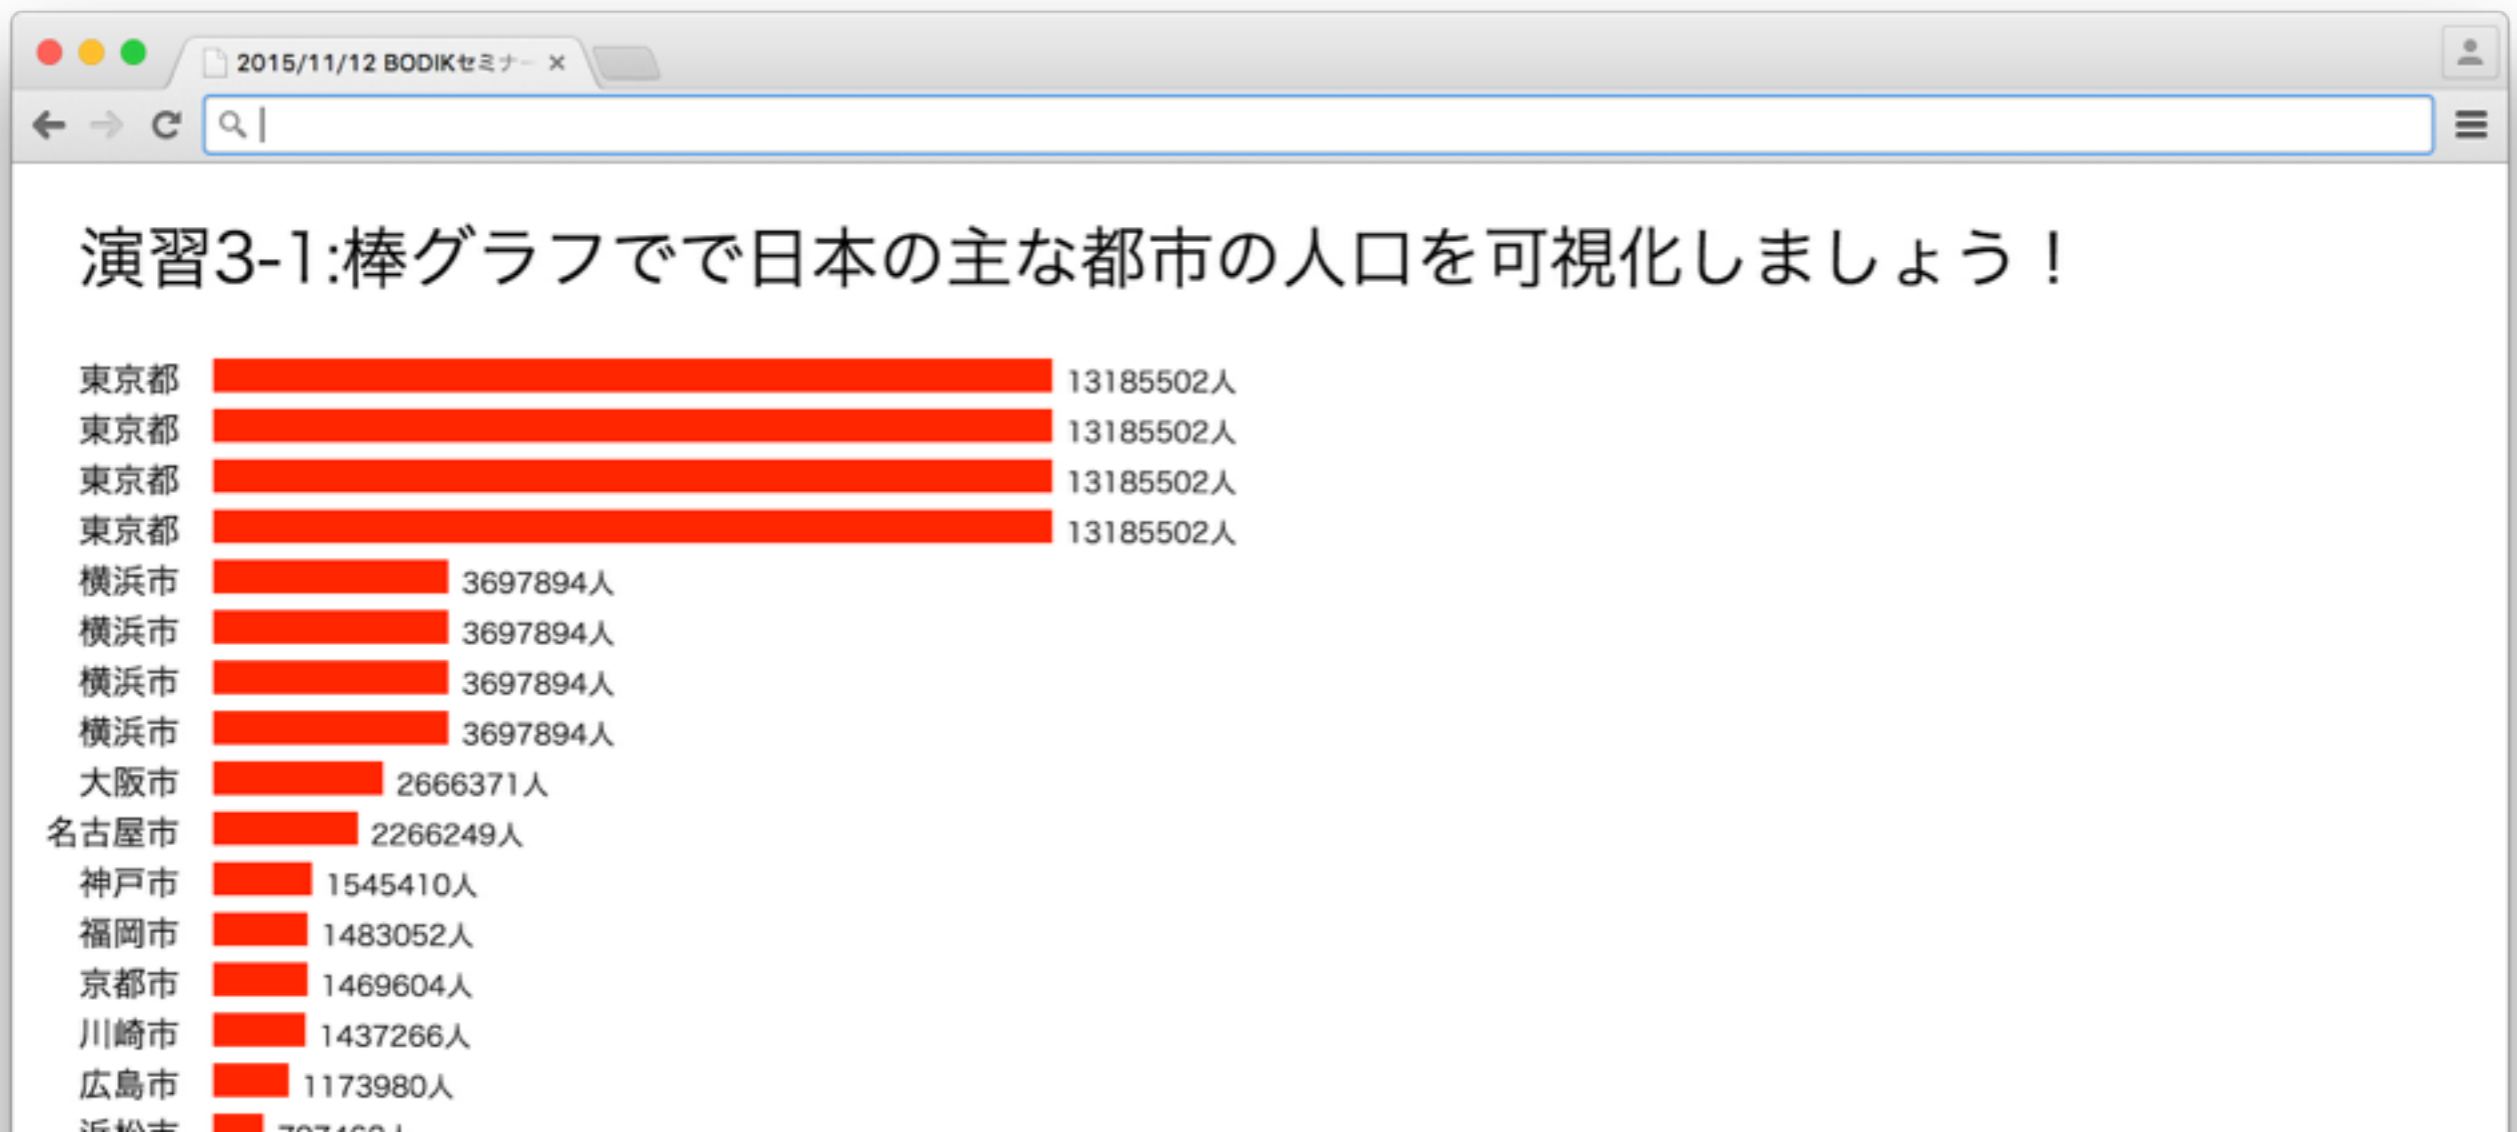 2015/11/12 BODIKセミナー
演習3-1:棒グラフでで日本の主な都市の人口を可視化しましょう！
東京都 13185502人
東京都 13185502人
東京都 13185502人
東京都 13185502人
横浜市 3697894人
横浜市 3697894人
横浜市 3697894人
横浜市 3697894人
大阪市 2666371人
名古屋市 2266249人
神戸市 1545410人
福岡市 1483052人
京都市 1469604人
川崎市 1437266人
広島市 1173980人
浜松市